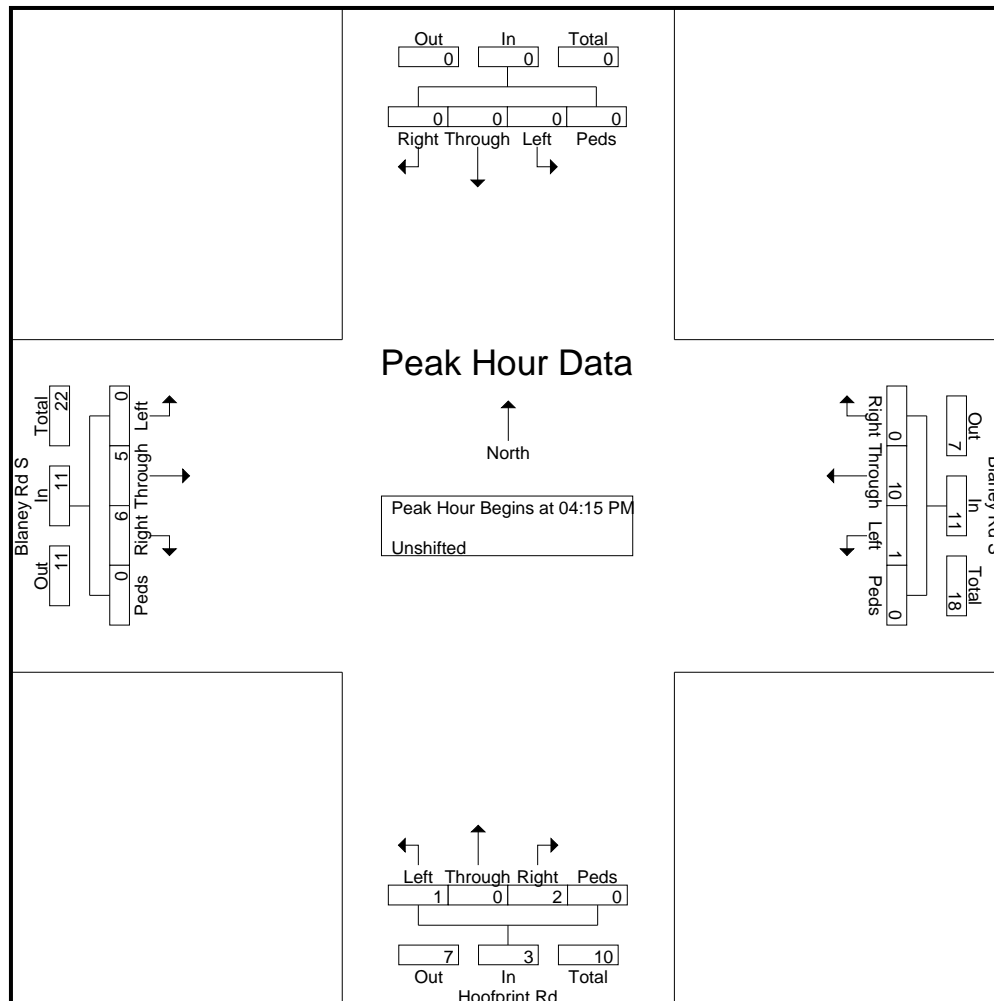 Out In Total
0 0 0
0 0 0 0
Right Through Left Peds
Peak Hour Data
North
Peak Hour Begins at 04:15 PM
Unshifted
Blaney Rd S
Out In Total
11 11 22
0 5 6 0
Left Through Right Peds
Blaney Rd S
Out In Total
7 11 18
0 10 1 0
Right Through Left Peds
Left Through Right Peds
1 0 2 0
7 3 10
Out In Total
Hoofprint Rd